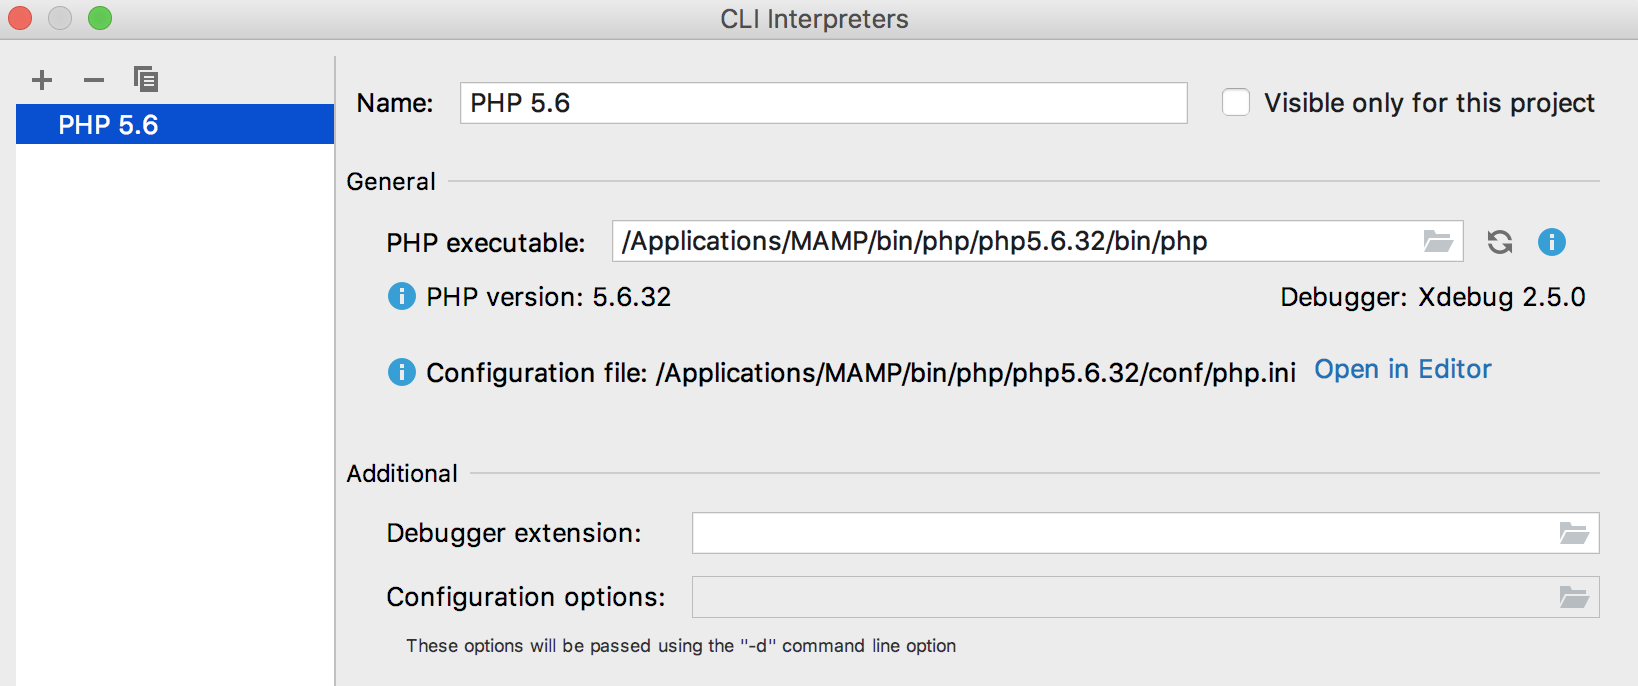 CLI Interpreters
PHP 5.6
Name: PHP 5.6 Visible only for this project
General
PHP executable: /Applications/MAMP/bin/php/php5.6.32/bin/php
PHP version: 5.6.32 Debugger: Xdebug 2.5.0
Configuration file: /Applications/MAMP/bin/php/php5.6.32/conf/php.ini Open in Editor
Additional
Debugger extension:
Configuration options:
These options will be passed using the "-d" command line option